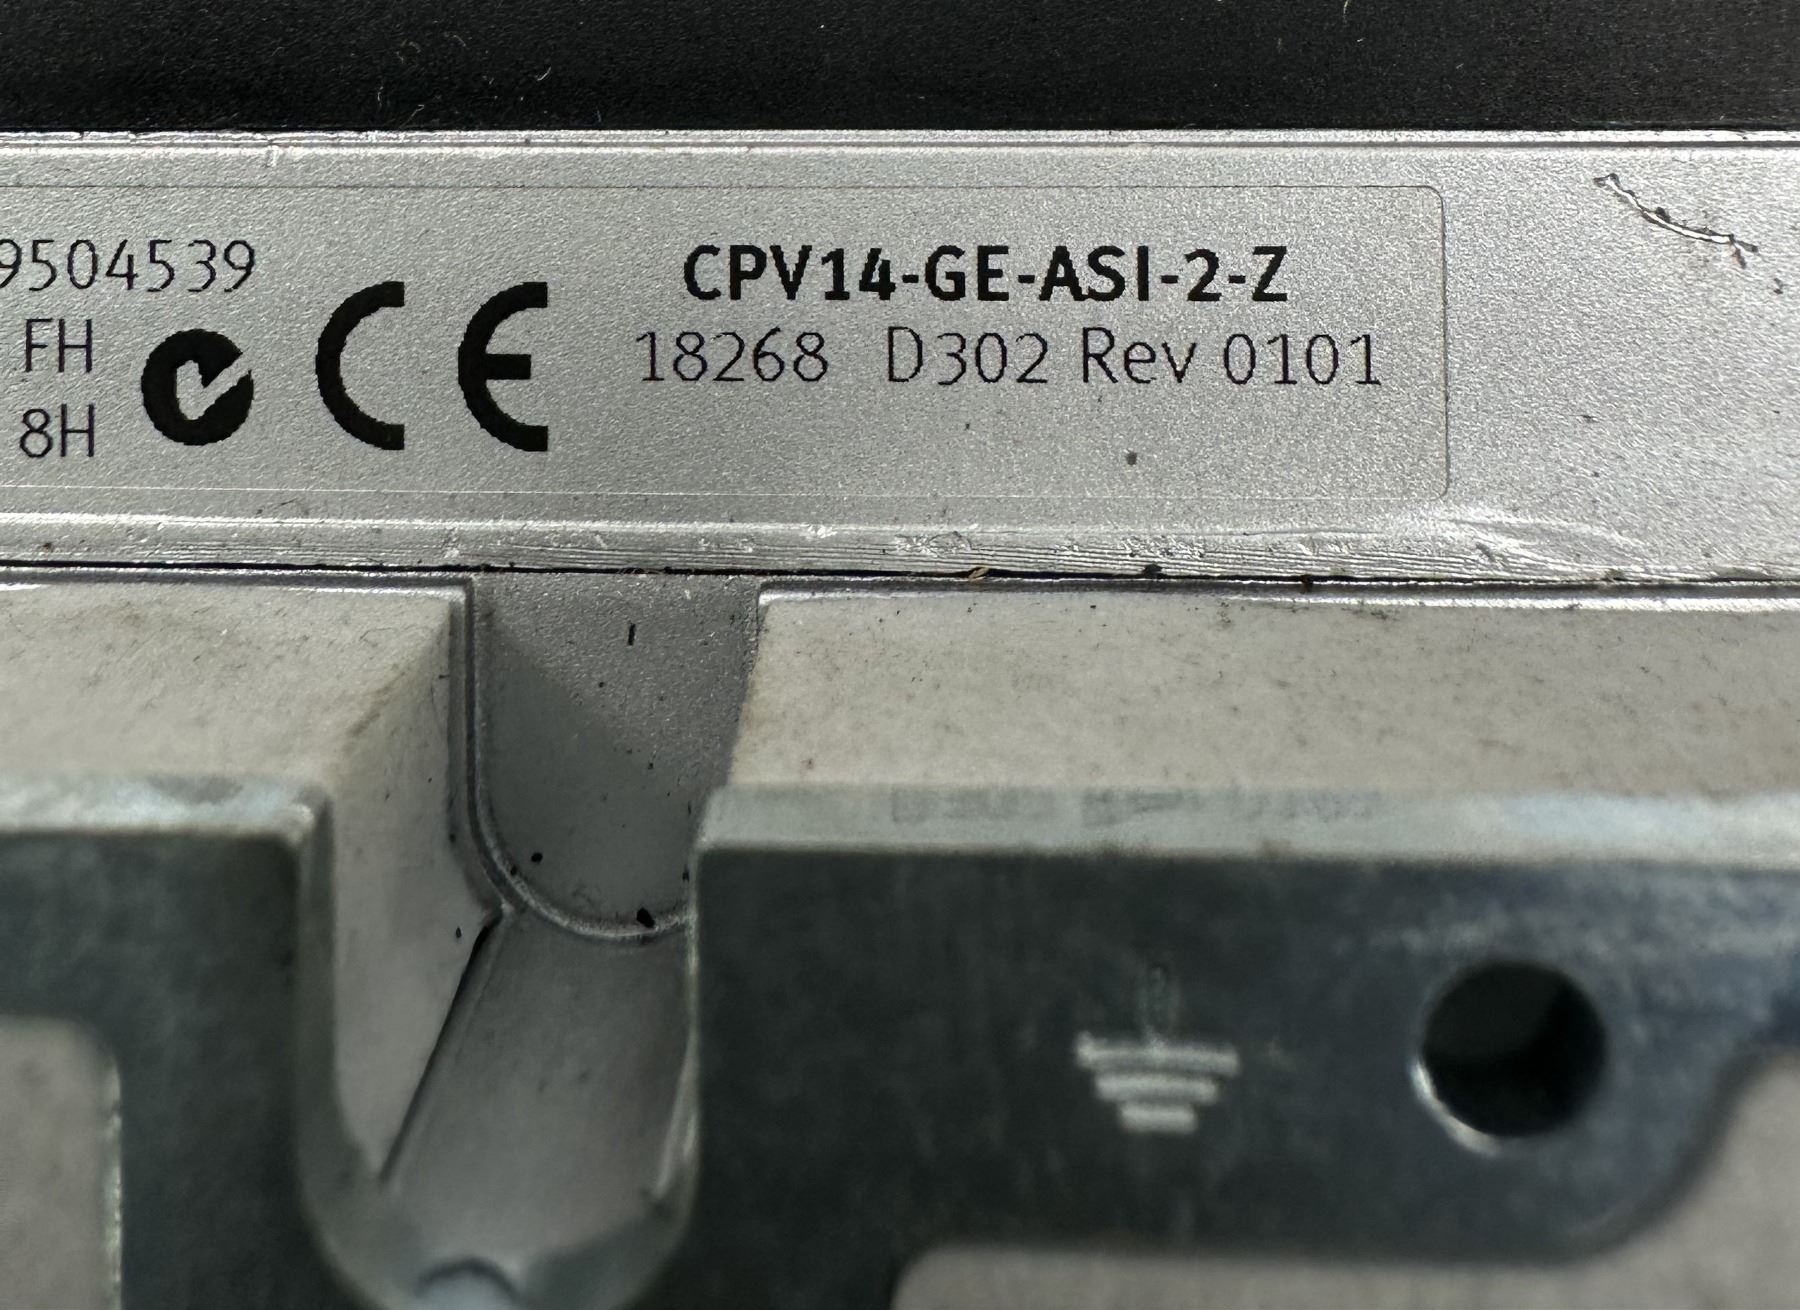 9504539
FH
8H
CE
CPV14-GE-ASI-2-Z
18268 D302 Rev 0101